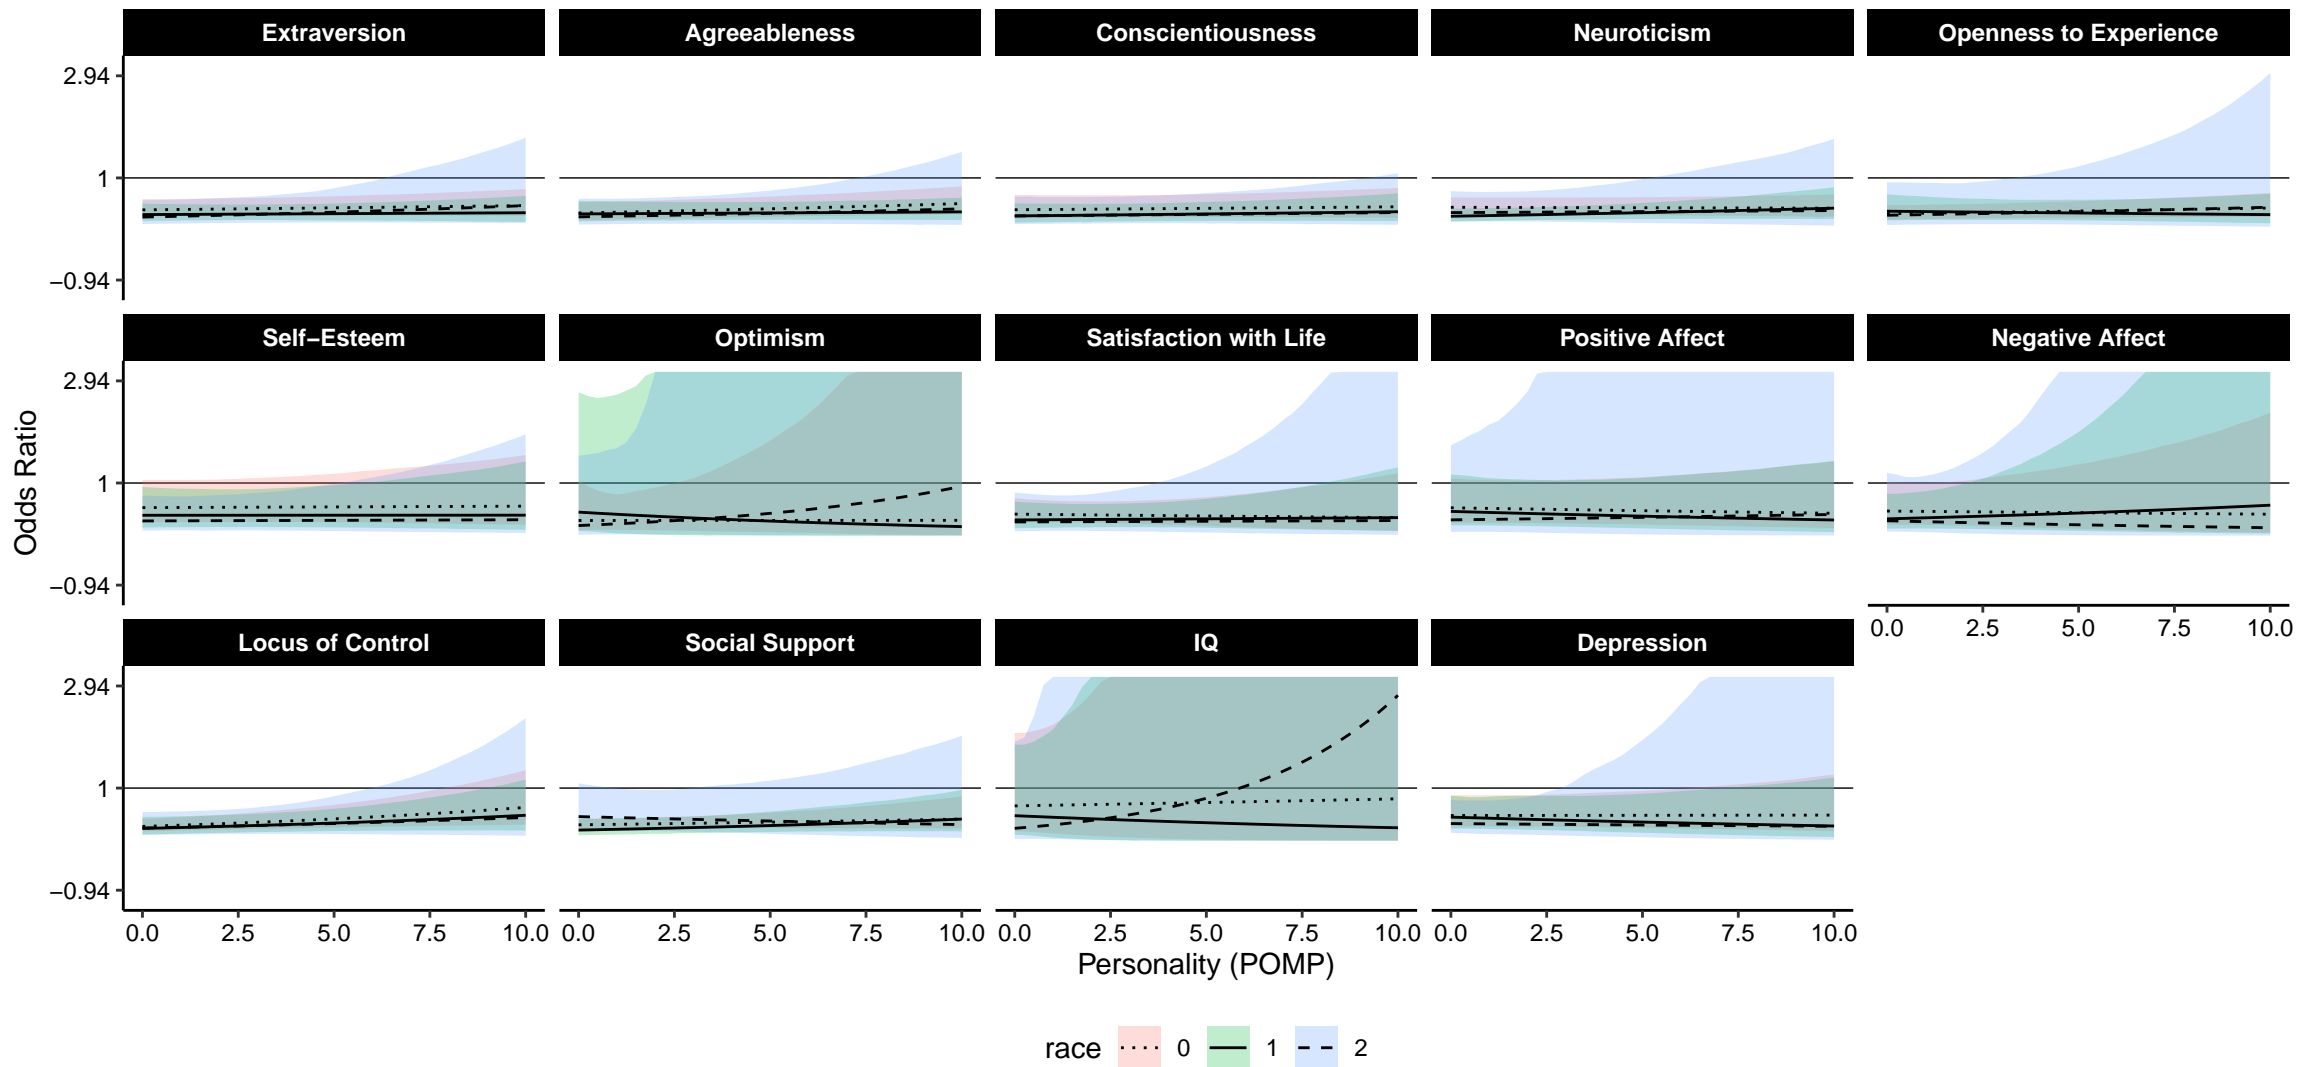 Extraversion Agreeableness Conscientiousness Neuroticism Openness to Experience
2.94
1
−0.94
Self−Esteem Optimism Satisfaction with Life Positive Affect Negative Affect
2.94
1
−0.94
0.0 2.5 5.0 7.5 10.0
Locus of Control Social Support IQ Depression
2.94
1
−0.94
0.0 2.5 5.0 7.5 10.0 0.0 2.5 5.0 7.5 10.0 0.0 2.5 5.0 7.5 10.0 0.0 2.5 5.0 7.5 10.0
Odds Ratio
Personality (POMP)
race 0 1 2